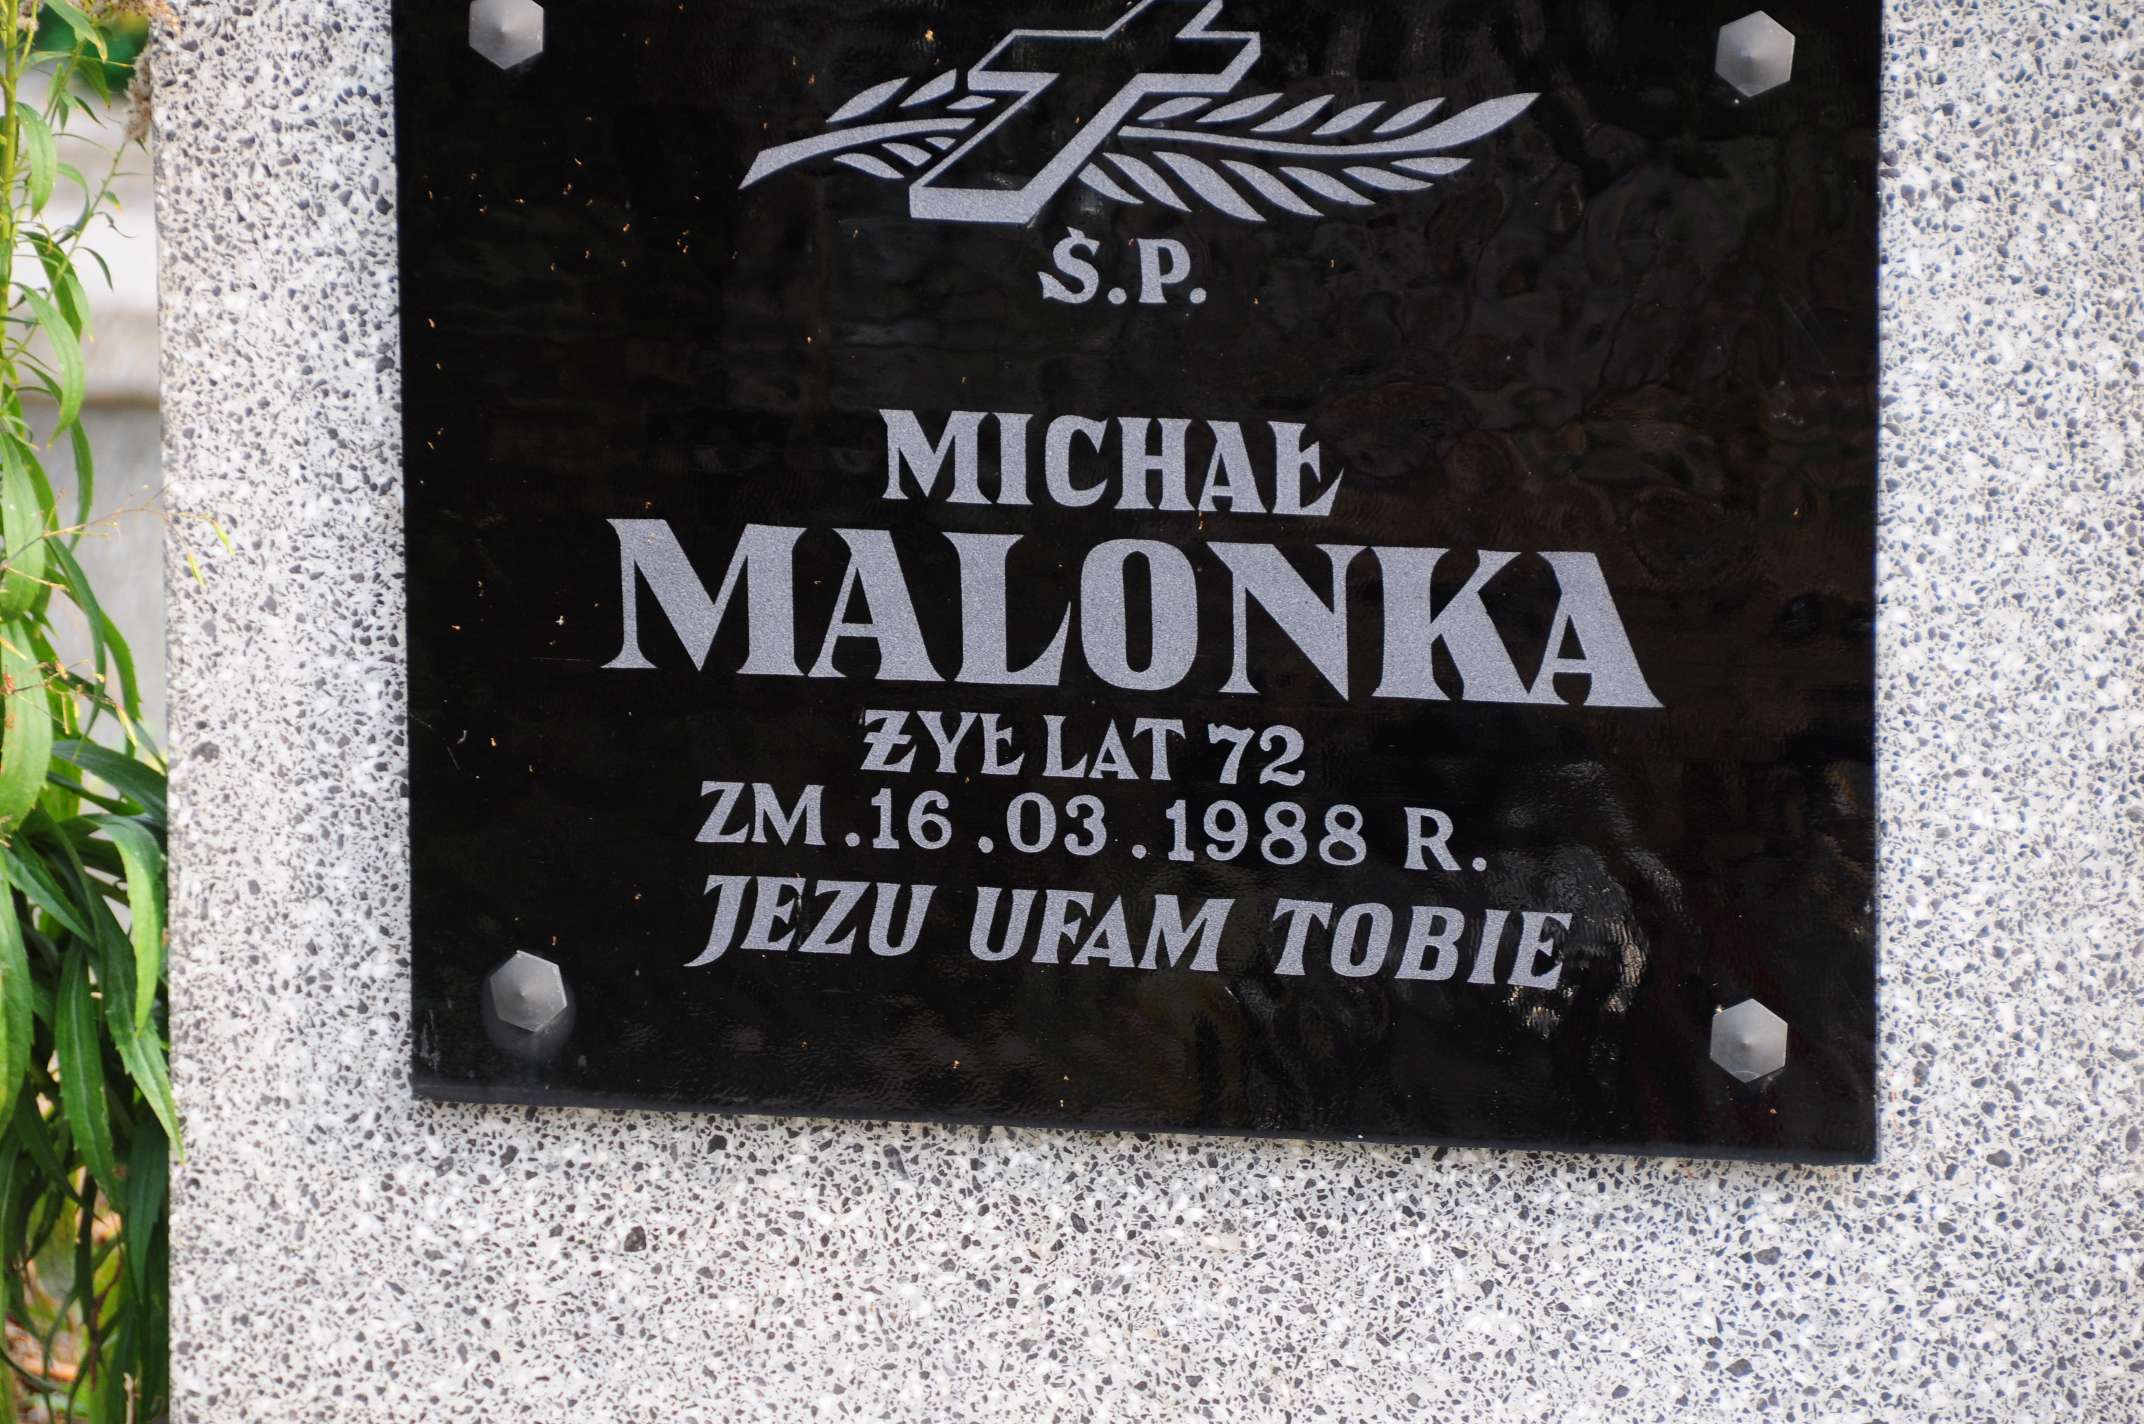 Ś.P.
MICHAŁ
MALONKA
ŻYŁ LAT 72
ZM. 16.03.1988 R.
JEZU UFAM TOBIE